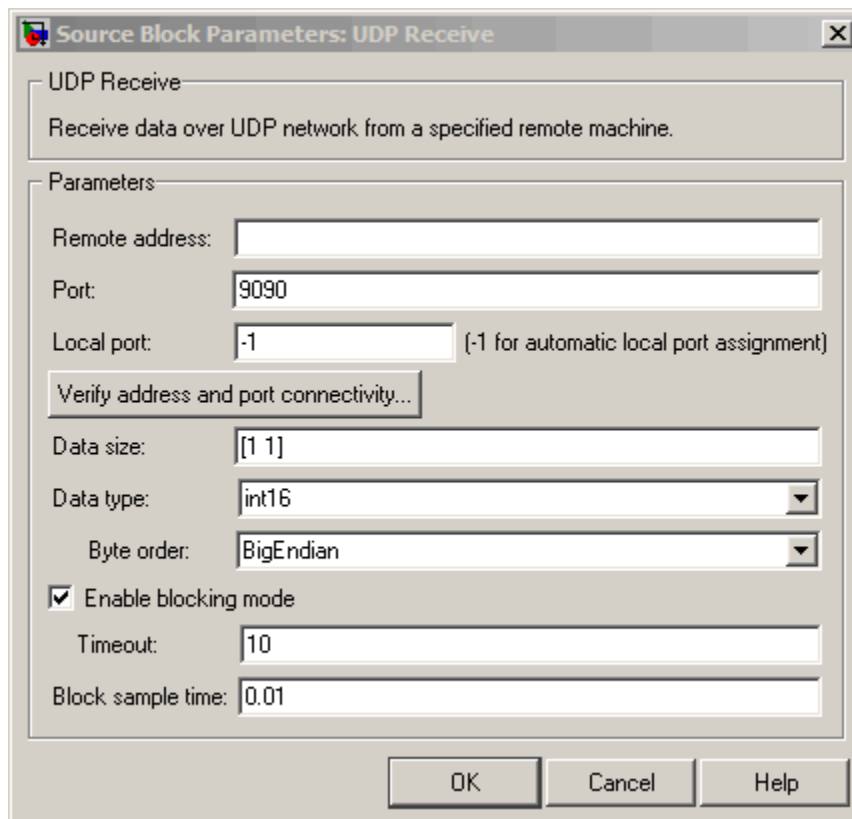 Source Block Parameters: UDP Receive
UDP Receive
Receive data over UDP network from a specified remote machine.
Parameters
Remote address:
Port: 9090
Local port: -1 (-1 for automatic local port assignment)
Verify address and port connectivity...
Data size: [1 1]
Data type: int16
Byte order: BigEndian
Enable blocking mode
Timeout: 10
Block sample time: 0.01
OK Cancel Help